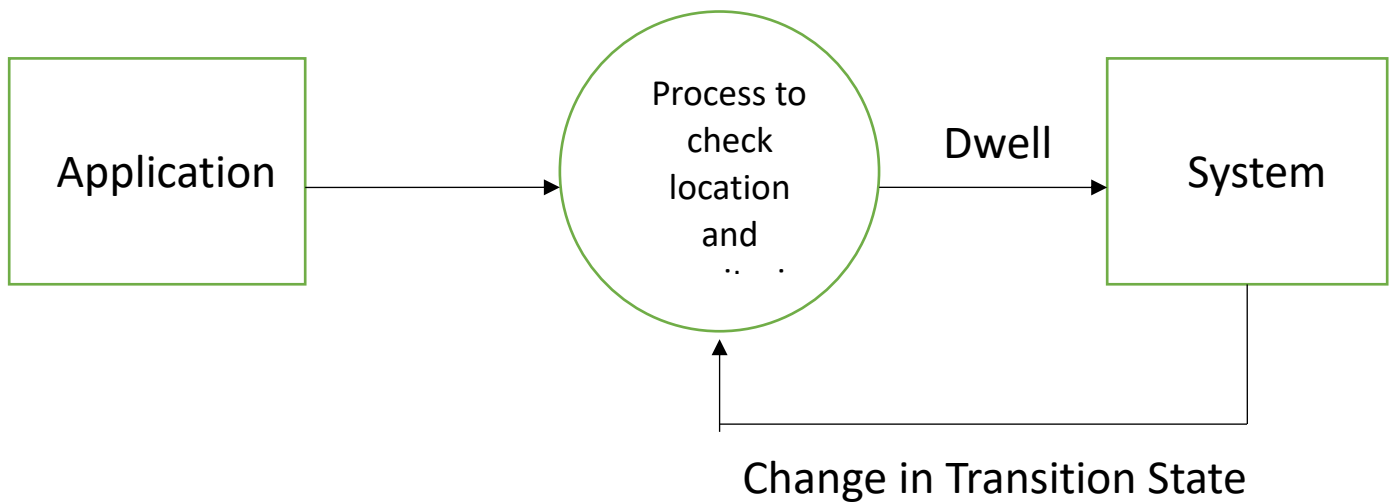 Application
Process to
check
location
and
Dwell
System
Change in Transition State